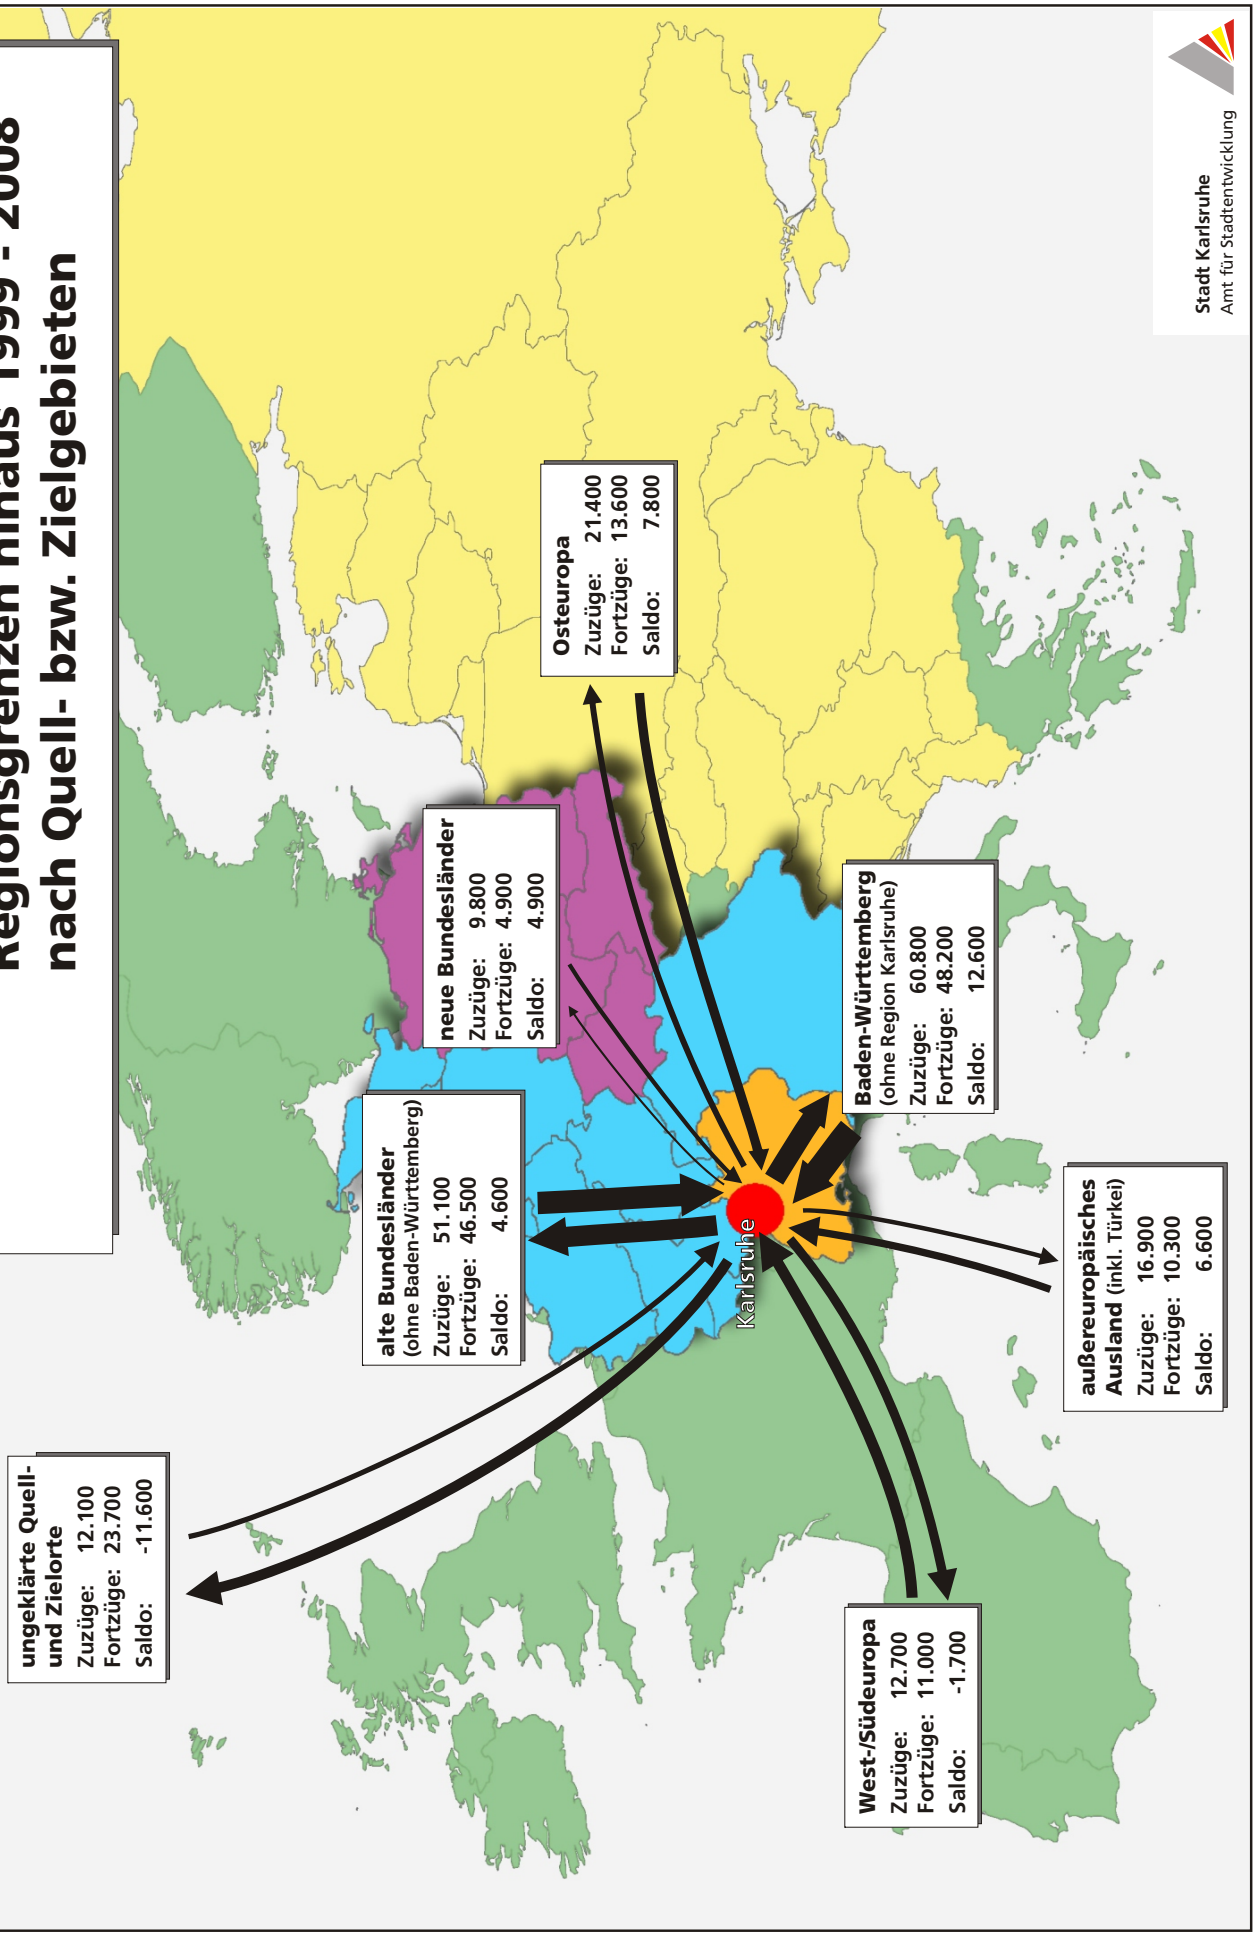 Regionsgrenzen hinaus 1999 - 2008
nach Quell- bzw. Zielgebieten
ungeklärte Quell-
und Zielorte
Zuzüge: 12.100
Fortzüge: 23.700
Saldo: -11.600
alte Bundesländer
(ohne Baden-Württemberg)
Zuzüge: 51.100
Fortzüge: 46.500
Saldo: 4.600
neue Bundesländer
Zuzüge: 9.800
Fortzüge: 4.900
Saldo: 4.900
Osteuropa
Zuzüge: 21.400
Fortzüge: 13.600
Saldo: 7.800
Karlsruhe
West-/Südeuropa
Zuzüge: 12.700
Fortzüge: 11.000
Saldo: -1.700
Baden-Württemberg
(ohne Region Karlsruhe)
Zuzüge: 60.800
Fortzüge: 48.200
Saldo: 12.600
außereuropäisches
Ausland (inkl. Türkei)
Zuzüge: 16.900
Fortzüge: 10.300
Saldo: 6.600
Stadt Karlsruhe
Amt für Stadtentwicklung